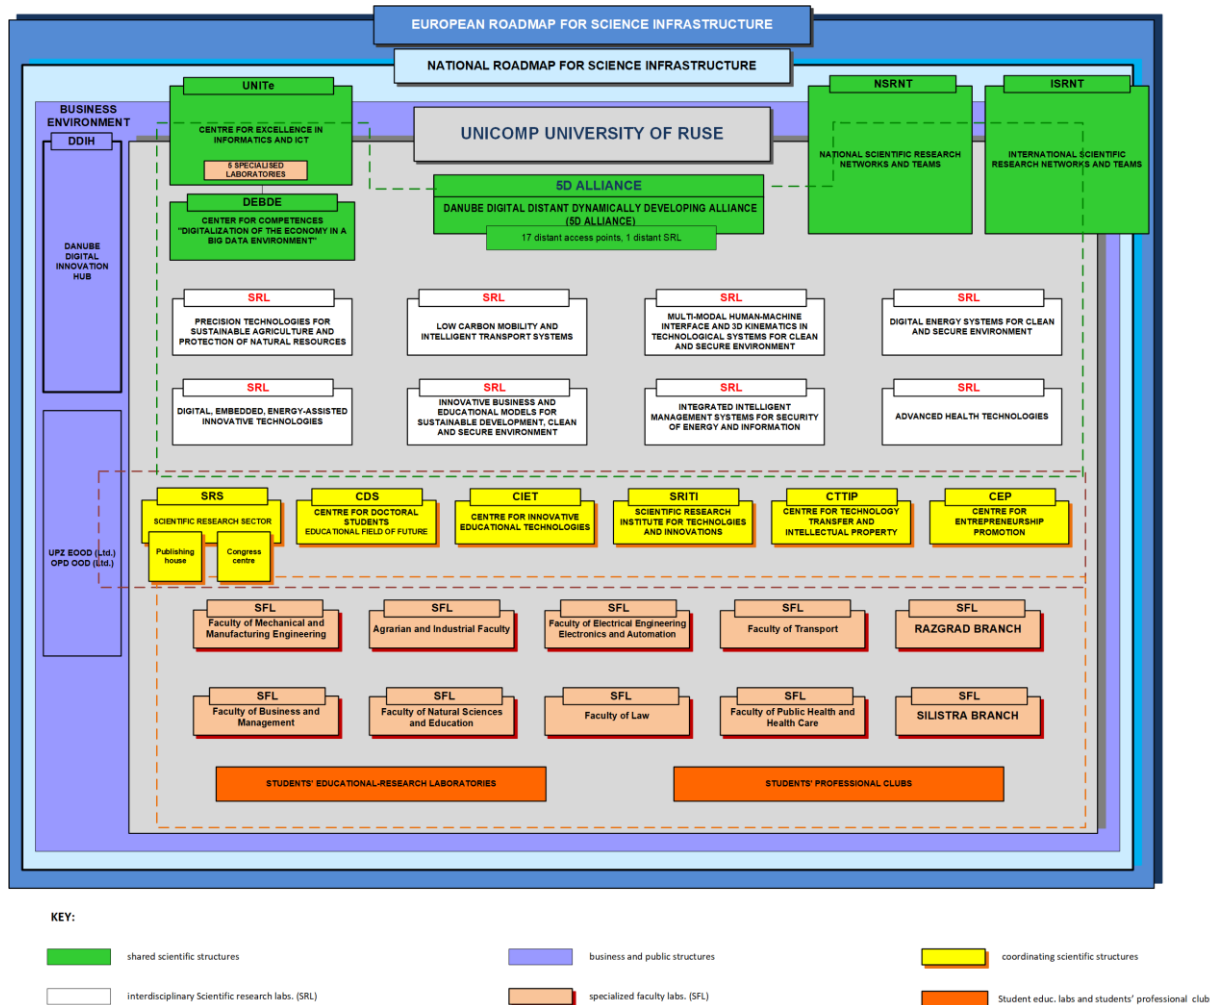 EUROPEAN ROADMAP FOR SCIENCE INFRASTRUCTURE
NATIONAL ROADMAP FOR SCIENCE INFRASTRUCTURE
BUSINESS
ENVIRONMENT
DDIH
DANUBE
DIGITAL
INNOVATION
HUB
UPZ EOOD (Ltd.)
OPD OOD (Ltd.)
UNITe
CENTRE FOR EXCELLENCE IN
INFORMATICS AND ICT
5 SPECIALISED
LABORATORIES
DEBDE
CENTER FOR COMPETENCES
"DIGITALIZATION OF THE ECONOMY IN A
BIG DATA ENVIRONMENT"
UNICOMP UNIVERSITY OF RUSE
5D ALLIANCE
DANUBE DIGITAL DISTANT DYNAMICALLY DEVELOPING ALLIANCE
(5D ALLIANCE)
17 distant access points, 1 distant SRL
NSRNT
NATIONAL SCIENTIFIC RESEARCH
NETWORKS AND TEAMS
ISRNT
INTERNATIONAL SCIENTIFIC
RESEARCH NETWORKS AND TEAMS
SRL
PRECISION TECHNOLOGIES FOR
SUSTAINABLE AGRICULTURE AND
PROTECTION OF NATURAL RESOURCES
SRL
LOW CARBON MOBILITY AND
INTELLIGENT TRANSPORT SYSTEMS
SRL
MULTI-MODAL HUMAN-MACHINE
INTERFACE AND 3D KINEMATICS IN
TECHNOLOGICAL SYSTEMS FOR CLEAN
AND SECURE ENVIRONMENT
SRL
DIGITAL ENERGY SYSTEMS FOR CLEAN
AND SECURE ENVIRONMENT
SRL
DIGITAL, EMBEDDED, ENERGY-ASSISTED
INNOVATIVE TECHNOLOGIES
SRL
INNOVATIVE BUSINESS AND
EDUCATIONAL MODELS FOR
SUSTAINABLE DEVELOPMENT, CLEAN
AND SECURE ENVIRONMENT
SRL
INTEGRATED INTELLIGENT
MANAGEMENT SYSTEMS FOR SECURITY
OF ENERGY AND INFORMATION
SRL
ADVANCED HEALTH TECHNOLOGIES
SRS
SCIENTIFIC RESEARCH SECTOR
Publishing
house
Congress
centre
CDS
CENTRE FOR DOCTORAL
STUDENTS
EDUCATIONAL FIELD OF FUTURE
CIET
CENTRE FOR INNOVATIVE
EDUCATIONAL TECHNOLOGIES
SRITI
SCIENTIFIC RESEARCH
INSTITUTE FOR TECHNOLGIES
AND INNOVATIONS
CTTIP
CENTRE FOR TECHNOLOGY
TRANSFER AND
INTELLECTUAL PROPERTY
CEP
CENTRE FOR
ENTREPRENEURSHIP
PROMOTION
SFL
Faculty of Mechanical and
Manufacturing Engineering
SFL
Agrarian and Industrial Faculty
SFL
Faculty of Electrical Engineering
Electronics and Automation
SFL
Faculty of Transport
SFL
RAZGRAD BRANCH
SFL
Faculty of Business and
Management
SFL
Faculty of Natural Sciences
and Education
SFL
Faculty of Law
SFL
Faculty of Public Health and
Health Care
SFL
SILISTRA BRANCH
STUDENTS' EDUCATIONAL-RESEARCH LABORATORIES
STUDENTS' PROFESSIONAL CLUBS
KEY:
shared scientific structures
business and public structures
coordinating scientific structures
interdisciplinary Scientific research labs. (SRL)
specialized faculty labs. (SFL)
Student educ. labs and students' professional club